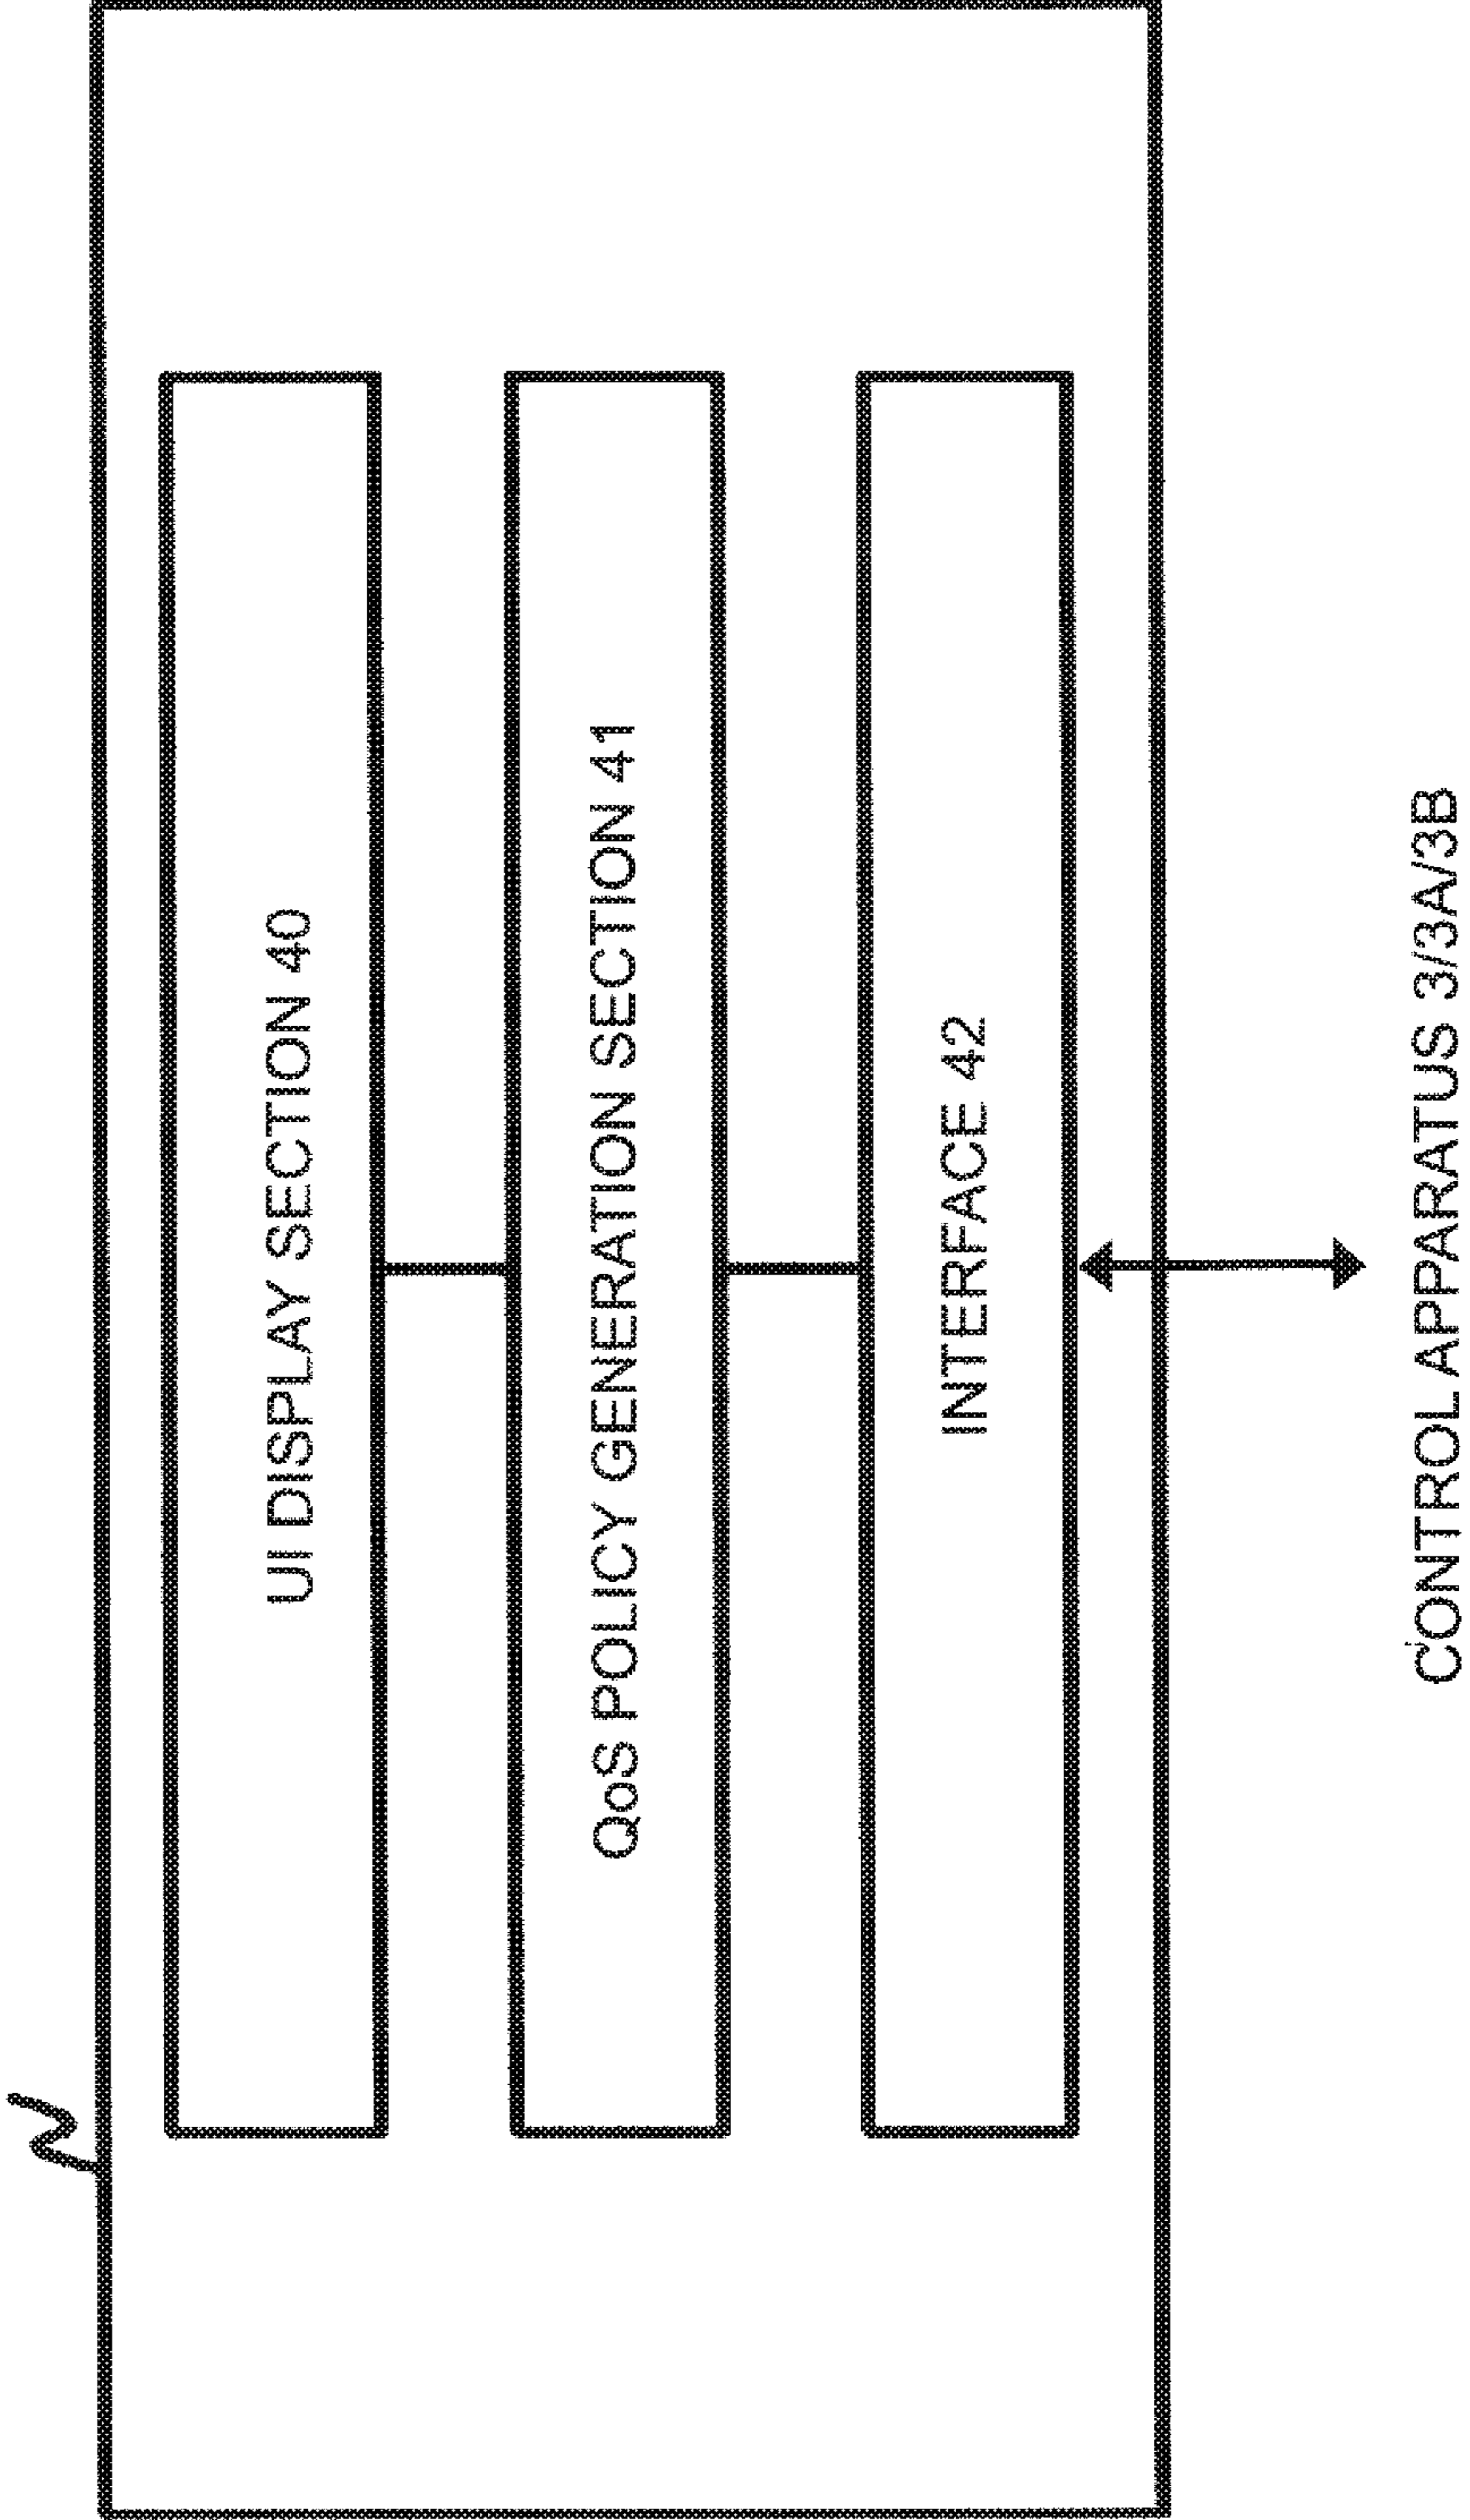 UI DISPLAY SECTION 40
QoS POLICY GENERATION SECTION 41
INTERFACE 42
CONTROL APPARATUS 3/3A/3B